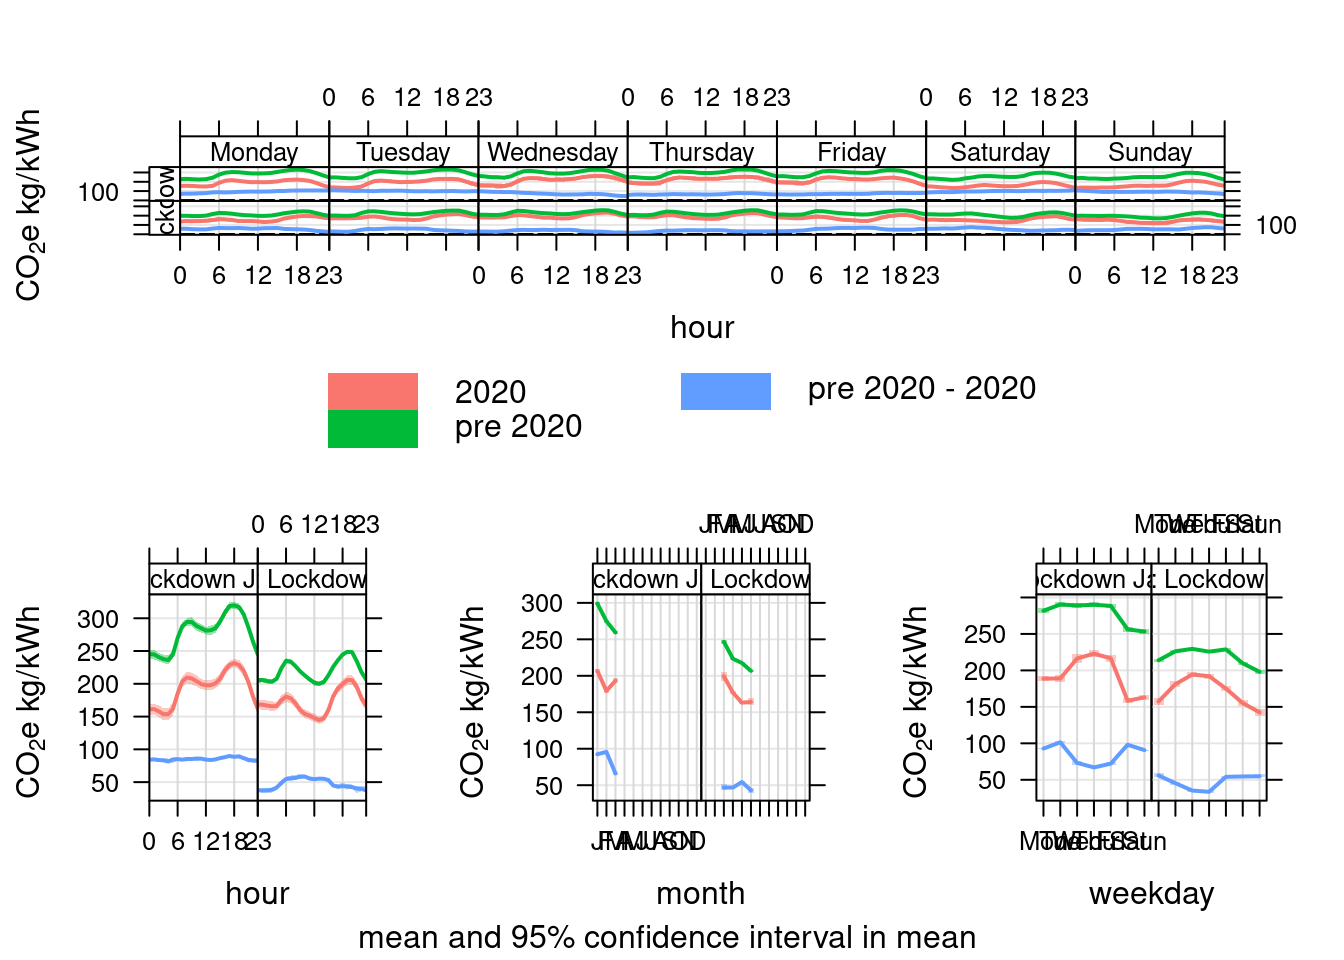 0 6 12 18 23 0 6 12 18 23 0 6 12 18 23
Monday Tuesday Wednesday Thursday Friday Saturday Sunday
CO2e kg/kWh
100
ckdow
100
0 6 12 18 23 0 6 12 18 23 0 6 12 18 23 0 6 12 18 23
hour
2020
pre 2020
pre 2020 - 2020
0 6 12 18 23
ckdown J
Lockdow
CO2e kg/kWh
300
250
200
150
100
50
0 6 12 18 23
hour
ckdown J
Lockdow
CO2e kg/kWh
300
250
200
150
100
50
month
ockdown Ja
Lockdow
CO2e kg/kWh
250
200
150
100
50
weekday
mean and 95% confidence interval in mean